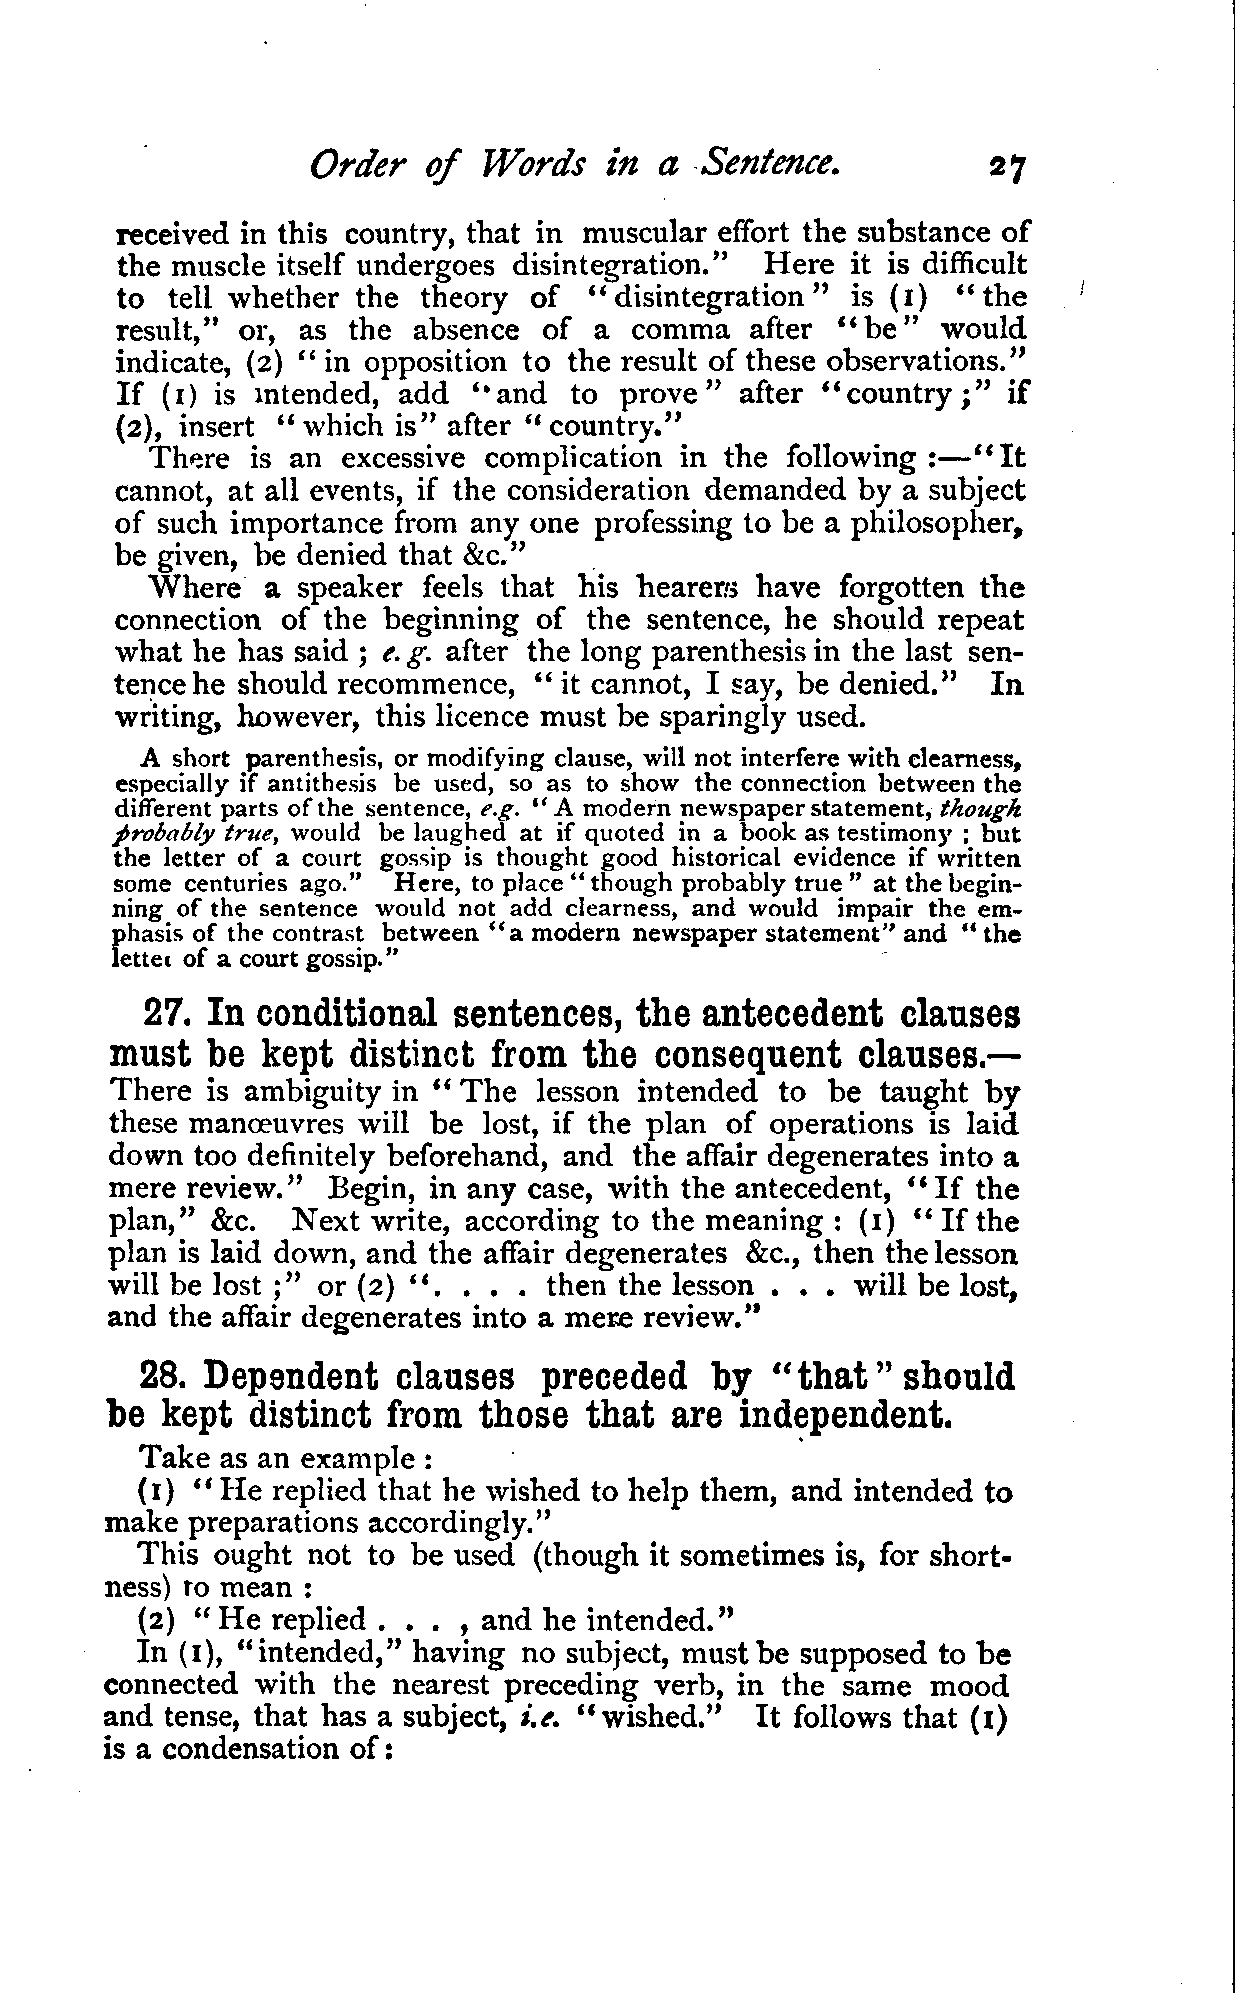 Order of Words in a Sentence. 27
received in this country, that in muscular effort the substance of
the muscle itself undergoes disintegration." Here it is difficult
to tell whether the theory of "disintegration" is (1) "the
result," or, as the absence of a comma after "be" would
indicate, (2) "in opposition to the result of these observations."
If (1) is intended, add "and to prove" after "country;" if
(2), insert "which is" after "country."
There is an excessive complication in the following :—"It
cannot, at all events, if the consideration demanded by a subject
of such importance from any one professing to be a philosopher,
be given, be denied that &c."
Where a speaker feels that his hearers have forgotten the
connection of the beginning of the sentence, he should repeat
what he has said ; e.g. after the long parenthesis in the last sen-
tence he should recommence, "it cannot, I say, be denied." In
writing, however, this licence must be sparingly used.
A short parenthesis, or modifying clause, will not interfere with clearness,
especially if antithesis be used, so as to show the connection between the
different parts of the sentence, e.g. "A modern newspaper statement, though
probably true, would be laughed at if quoted in a book as testimony ; but
the letter of a court gossip is thought good historical evidence if written
some centuries ago." Here, to place "though probably true" at the begin-
ning of the sentence would not add clearness, and would impair the em-
phasis of the contrast between "a modern newspaper statement" and "the
letter of a court gossip."
27. In conditional sentences, the antecedent clauses
must be kept distinct from the consequent clauses.—
There is ambiguity in "The lesson intended to be taught by
these manœuvres will be lost, if the plan of operations is laid
down too definitely beforehand, and the affair degenerates into a
mere review." Begin, in any case, with the antecedent, "If the
plan," &c. Next write, according to the meaning : (1) "If the
plan is laid down, and the affair degenerates &c., then the lesson
will be lost ;" or (2) ". . . . then the lesson . . . will be lost,
and the affair degenerates into a mere review."
28. Dependent clauses preceded by "that" should
be kept distinct from those that are independent.
Take as an example :
(1) "He replied that he wished to help them, and intended to
make preparations accordingly."
This ought not to be used (though it sometimes is, for short-
ness) to mean :
(2) "He replied . . . , and he intended."
In (1), "intended," having no subject, must be supposed to be
connected with the nearest preceding verb, in the same mood
and tense, that has a subject, i.e. "wished." It follows that (1)
is a condensation of :